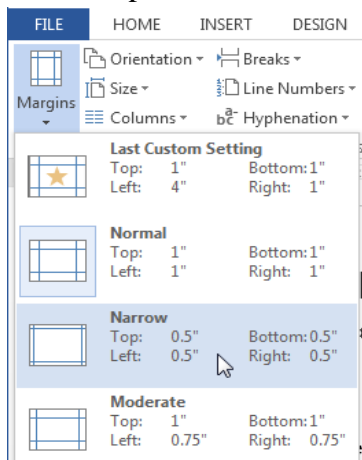 FILE HOME INSERT DESIGN
Margins
Orientation Breaks
Size Line Numbers
Columns bc Hyphenation
Last Custom Setting
Top: 1" Bottom: 1"
Left: 4" Right: 1"
Normal
Top: 1" Bottom: 1"
Left: 1" Right: 1"
Narrow
Top: 0.5" Bottom: 0.5"
Left: 0.5" Right: 0.5"
Moderate
Top: 1" Bottom: 1"
Left: 0.75" Right: 0.75"